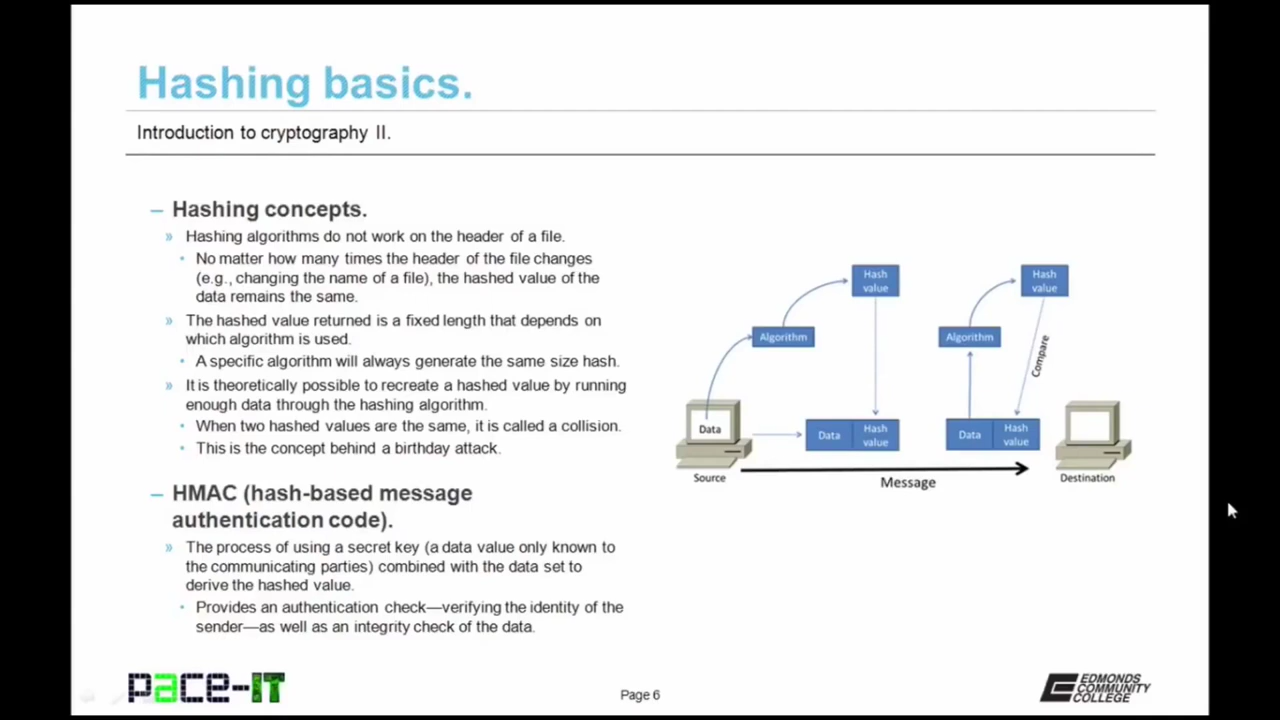 Hashing basics.
Introduction to cryptography II.
– Hashing concepts.
» Hashing algorithms do not work on the header of a file.
• No matter how many times the header of the file changes
(e.g., changing the name of a file), the hashed value of the
data remains the same.
» The hashed value returned is a fixed length that depends on
which algorithm is used.
• A specific algorithm will always generate the same size hash.
» It is theoretically possible to recreate a hashed value by running
enough data through the hashing algorithm.
• When two hashed values are the same, it is called a collision.
• This is the concept behind a birthday attack.
– HMAC (hash-based message
authentication code).
» The process of using a secret key (a data value only known to
the communicating parties) combined with the data set to
derive the hashed value.
• Provides an authentication check—verifying the identity of the
sender—as well as an integrity check of the data.
Hash
value
Hash
value
Algorithm
Algorithm
Compare
Data
Data
Hash
value
Data
Hash
value
Source
Message
Destination
pace-IT
Page 6
EDMONDS
COMMUNITY
COLLEGE